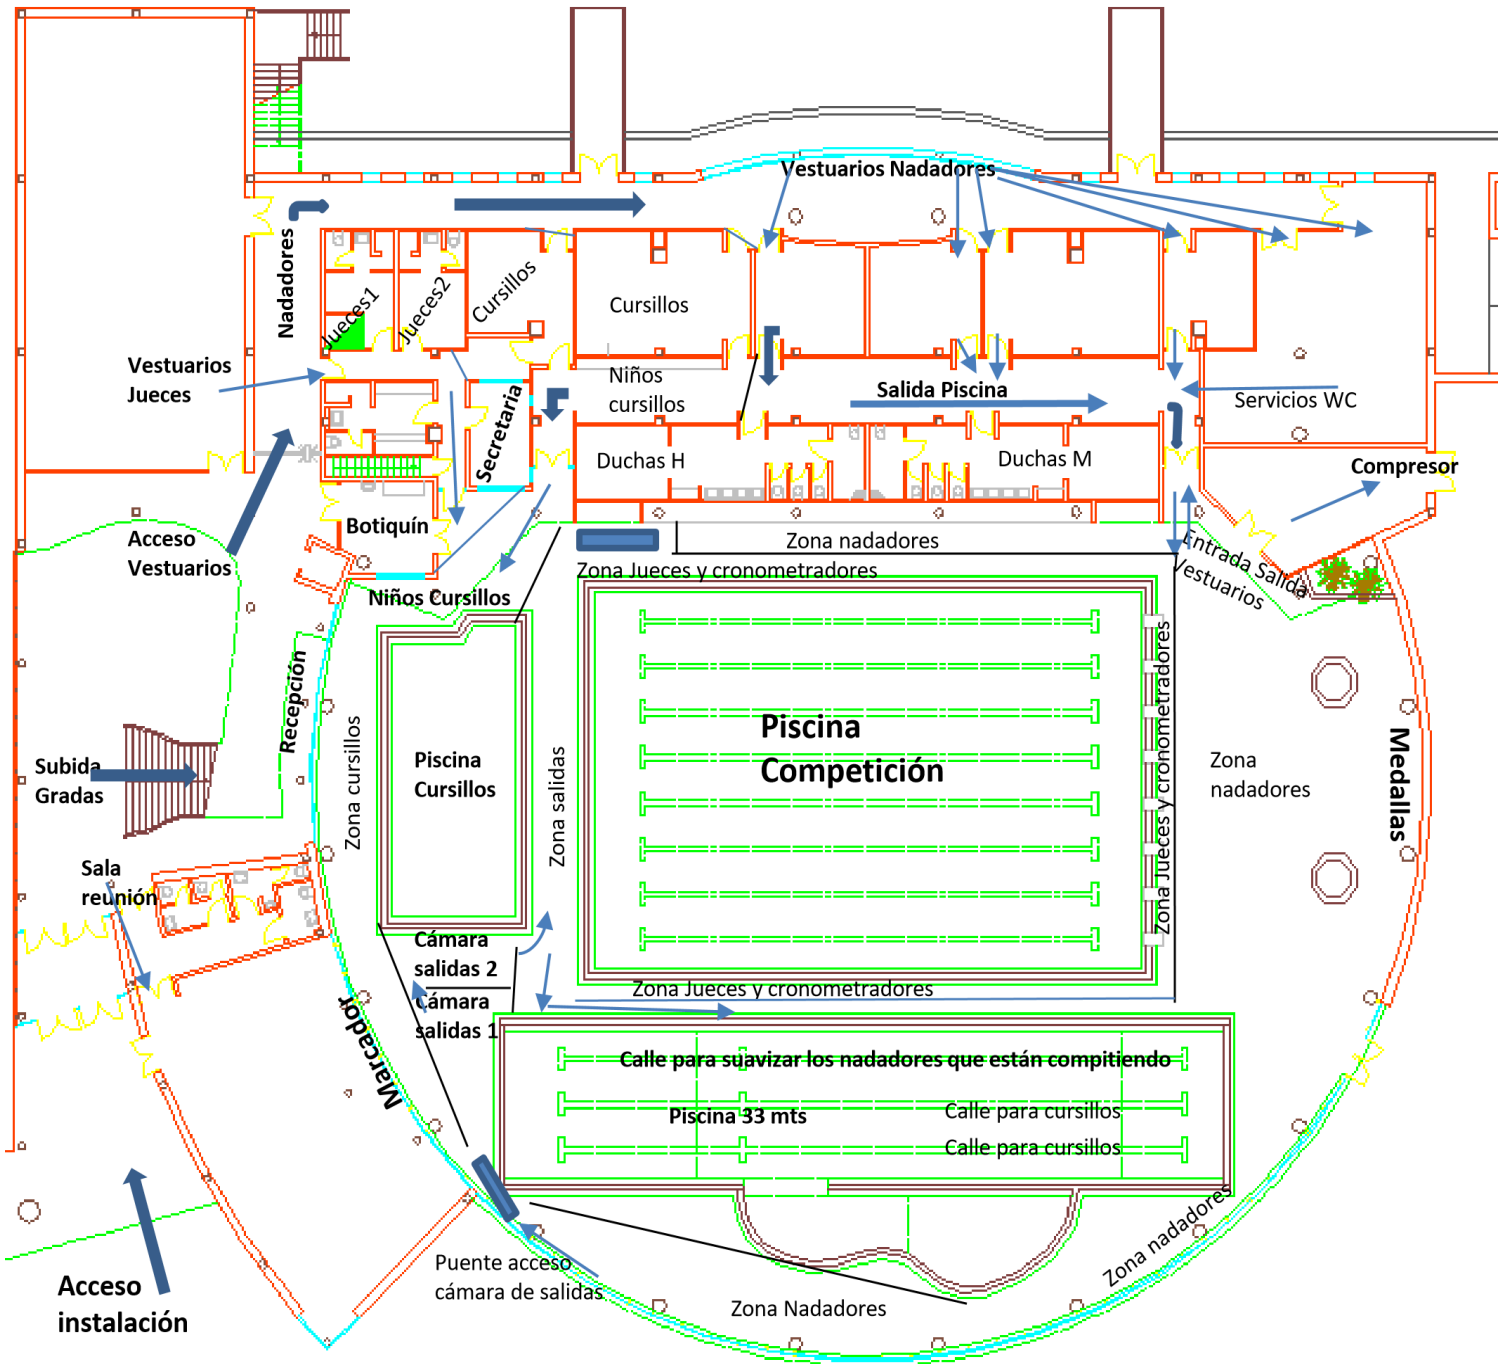 Vestuarios Nadadores
Nadadores
Jueces1
Jueces2
Cursillos
Cursillos
Vestuarios
Jueces
Niños
cursillos
Salida Piscina
Servicios WC
Secretaria
Duchas H
Duchas M
Compresor
Botiquín
Acceso
Vestuarios
Zona nadadores
Entrada Salida
Vestuarios
Zona Jueces y cronometradores
Niños Cursillos
Recepción
Zona cursillos
Piscina
Cursillos
Zona salidas
Piscina
Competición
Zona Jueces y cronometradores
Zona
nadadores
Medallas
Subida
Gradas
Sala
reunión
Cámara
salidas 2
Cámara
salidas 1
Zona Jueces y cronometradores
Marcador
Calle para suavizar los nadadores que están compitiendo
Piscina 33 mts
Calle para cursillos
Calle para cursillos
Zona nadadores
Puente acceso
cámara de salidas
Zona Nadadores
Acceso
instalación